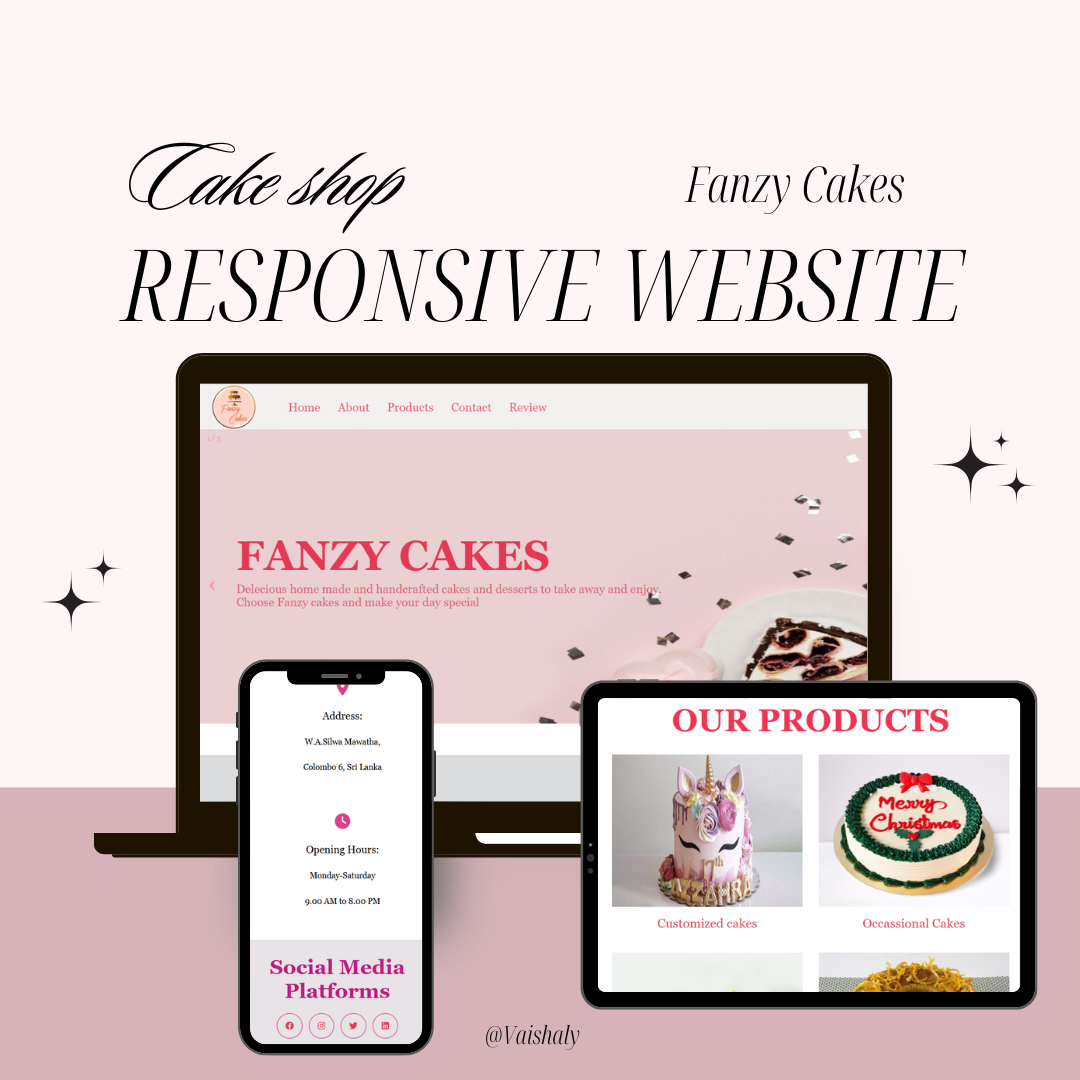 Cake shop
Fanzy Cakes
RESPONSIVE WEBSITE
Fanzy
Cakes
Home About Products Contact Review
1 / 3
FANZY CAKES
Delecious home made and handcrafted cakes and desserts to take away and enjoy.
Choose Fanzy cakes and make your day special
Address:
W.A.Silwa Mawatha,
Colombo 6, Sri Lanka
Opening Hours:
Monday-Saturday
9.00 AM to 8.00 PM
Social Media
Platforms
OUR PRODUCTS
17th
Merry
Christmas
Customized cakes
Occassional Cakes
@Vaishaly